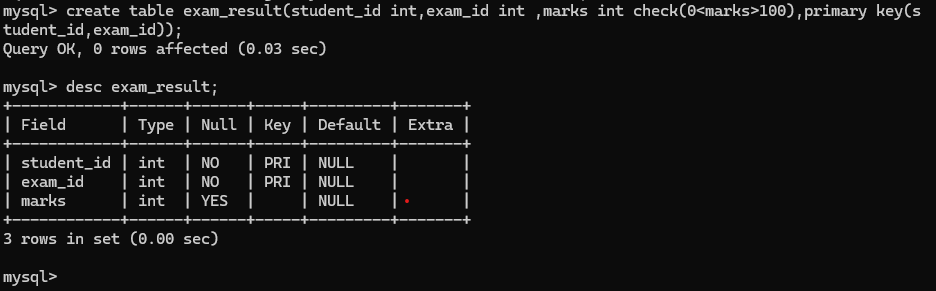 mysql> create table exam_result(student_id int,exam_id int ,marks int check(0<marks>100),primary key(s
tudent_id,exam_id));
Query OK, 0 rows affected (0.03 sec)
mysql> desc exam_result;
+------------+------+------+-----+---------+-------+
| Field      | Type | Null | Key | Default | Extra |
+------------+------+------+-----+---------+-------+
| student_id | int  | NO   | PRI | NULL    |       |
| exam_id    | int  | NO   | PRI | NULL    |       |
| marks      | int  | YES  |     | NULL    |       |
+------------+------+------+-----+---------+-------+
3 rows in set (0.00 sec)
mysql>